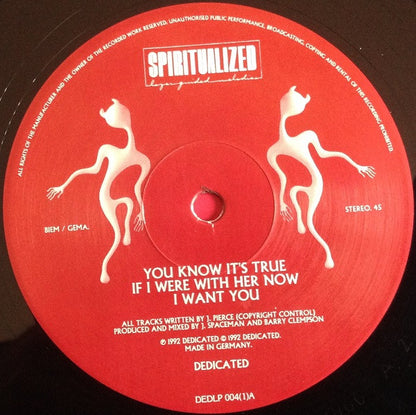 ALL RIGHTS OF THE MANUFACTURER AND THE OWNER OF THE RECORDED WORK RESERVED, UNAUTHORISED PUBLIC PERFORMANCE, BROADCASTING, COPYING AND RENTAL OF THIS RECORDING PROHIBITED.
SPIRITUALIZED
lazer guided melodies
BIEM / GEMA.
STEREO. 45
YOU KNOW IT'S TRUE
IF I WERE WITH HER NOW
I WANT YOU
ALL TRACKS WRITTEN BY J. PIERCE (COPYRIGHT CONTROL)
PRODUCED AND MIXED BY J. SPACEMAN AND BARRY CLEMPSON
℗ 1992 DEDICATED © 1992 DEDICATED.
MADE IN GERMANY.
DEDICATED
DEDLP 004(1)A